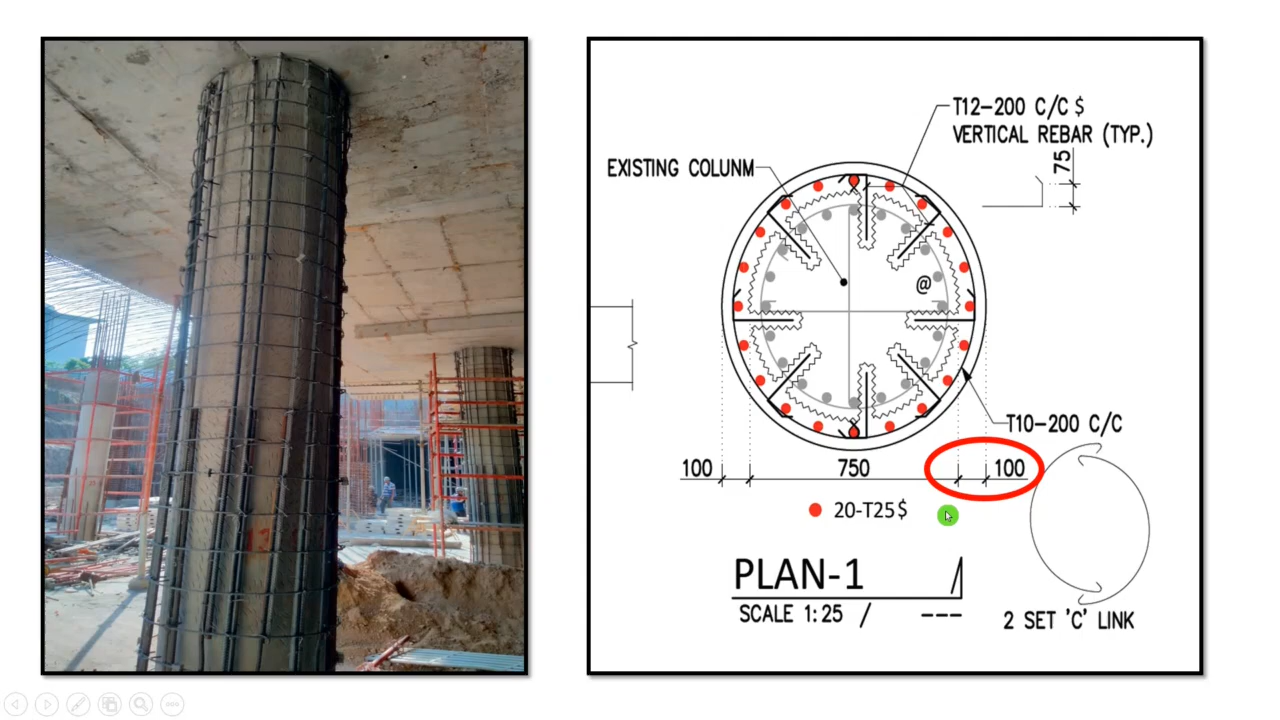 T12-200 C/C $
VERTICAL REBAR (TYP.)
75
EXISTING COLUNM
@
T10-200 C/C
100
750
100
20-T25$
PLAN-1
SCALE 1:25 / ---
2 SET 'C' LINK